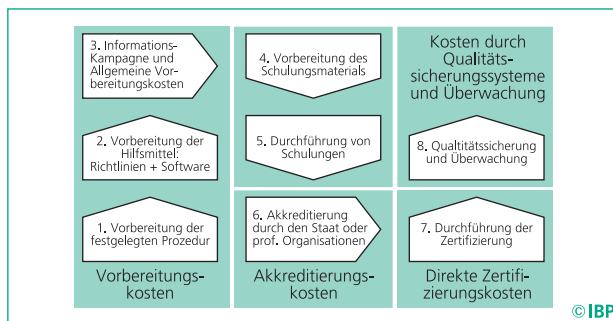 3. Informations-
Kampagne und
Allgemeine Vor-
bereitungskosten
2. Vorbereitung der
Hilfsmittel:
Richtlinien + Software
1. Vorbereitung der
festgelegten Prozedur
Vorbereitungs-
kosten
4. Vorbereitung des
Schulungsmaterials
5. Durchführung von
Schulungen
6. Akkreditierung
durch den Staat oder
prof. Organisationen
Akkreditierungs-
kosten
Kosten durch
Qualitäts-
sicherungssysteme
und Überwachung
8. Qualtitätssicherung
und Überwachung
7. Durchführung der
Zertifizierung
Direkte Zertifi-
zierungskosten
© IBP